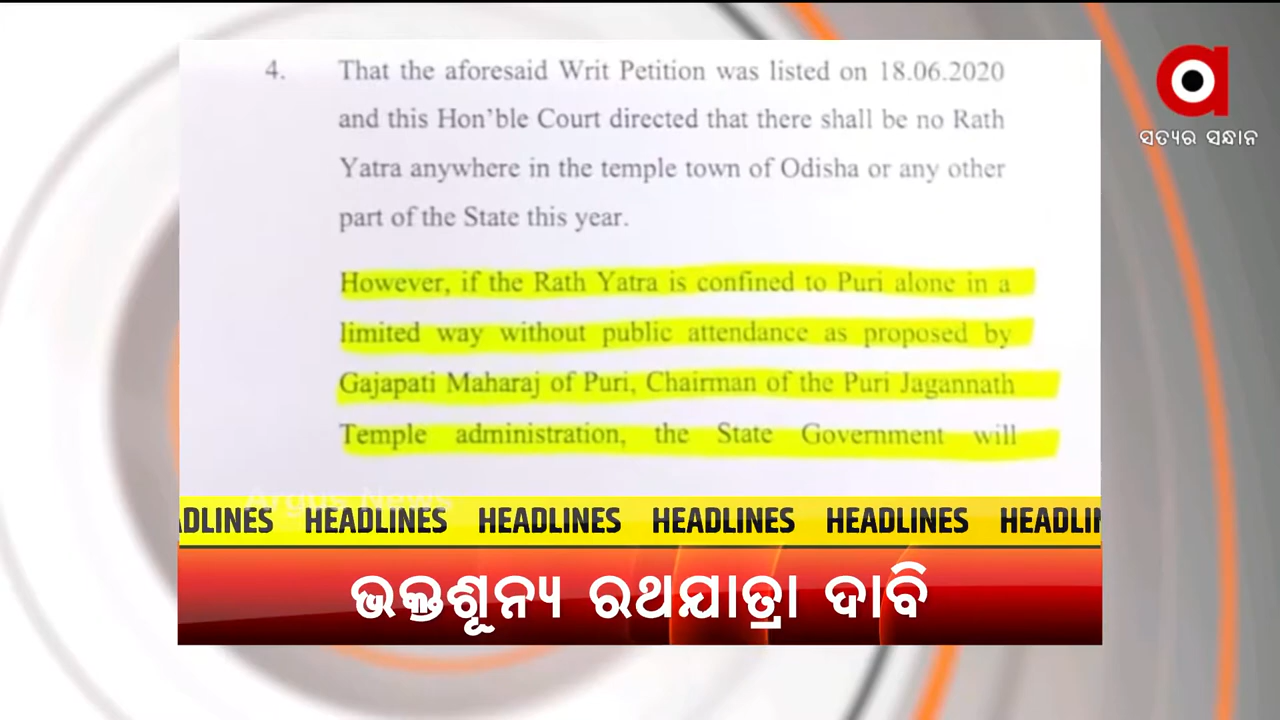 4. That the aforesaid Writ Petition was listed on 18.06.2020
and this Hon'ble Court directed that there shall be no Rath
Yatra anywhere in the temple town of Odisha or any other
part of the State this year.
However, if the Rath Yatra is confined to Puri alone in a
limited way without public attendance as proposed by
Gajapati Maharaj of Puri, Chairman of the Puri Jagannath
Temple administration, the State Government will
ସତ୍ୟର ସନ୍ଧାନ
Argus News
ADLINES HEADLINES HEADLINES HEADLINES HEADLINES HEADLIN
ଭକ୍ତଶୂନ୍ୟ ରଥଯାତ୍ରା ଦାବି